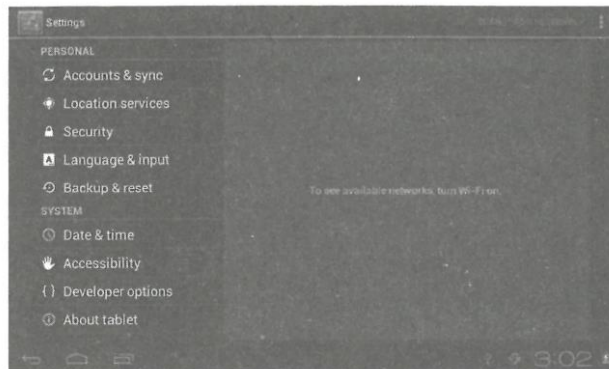 Settings
PERSONAL
Accounts & sync
Location services
Security
Language & input
Backup & reset
SYSTEM
Date & time
Accessibility
{ } Developer options
About tablet
To see available networks, turn Wi-Fi on.
3:02